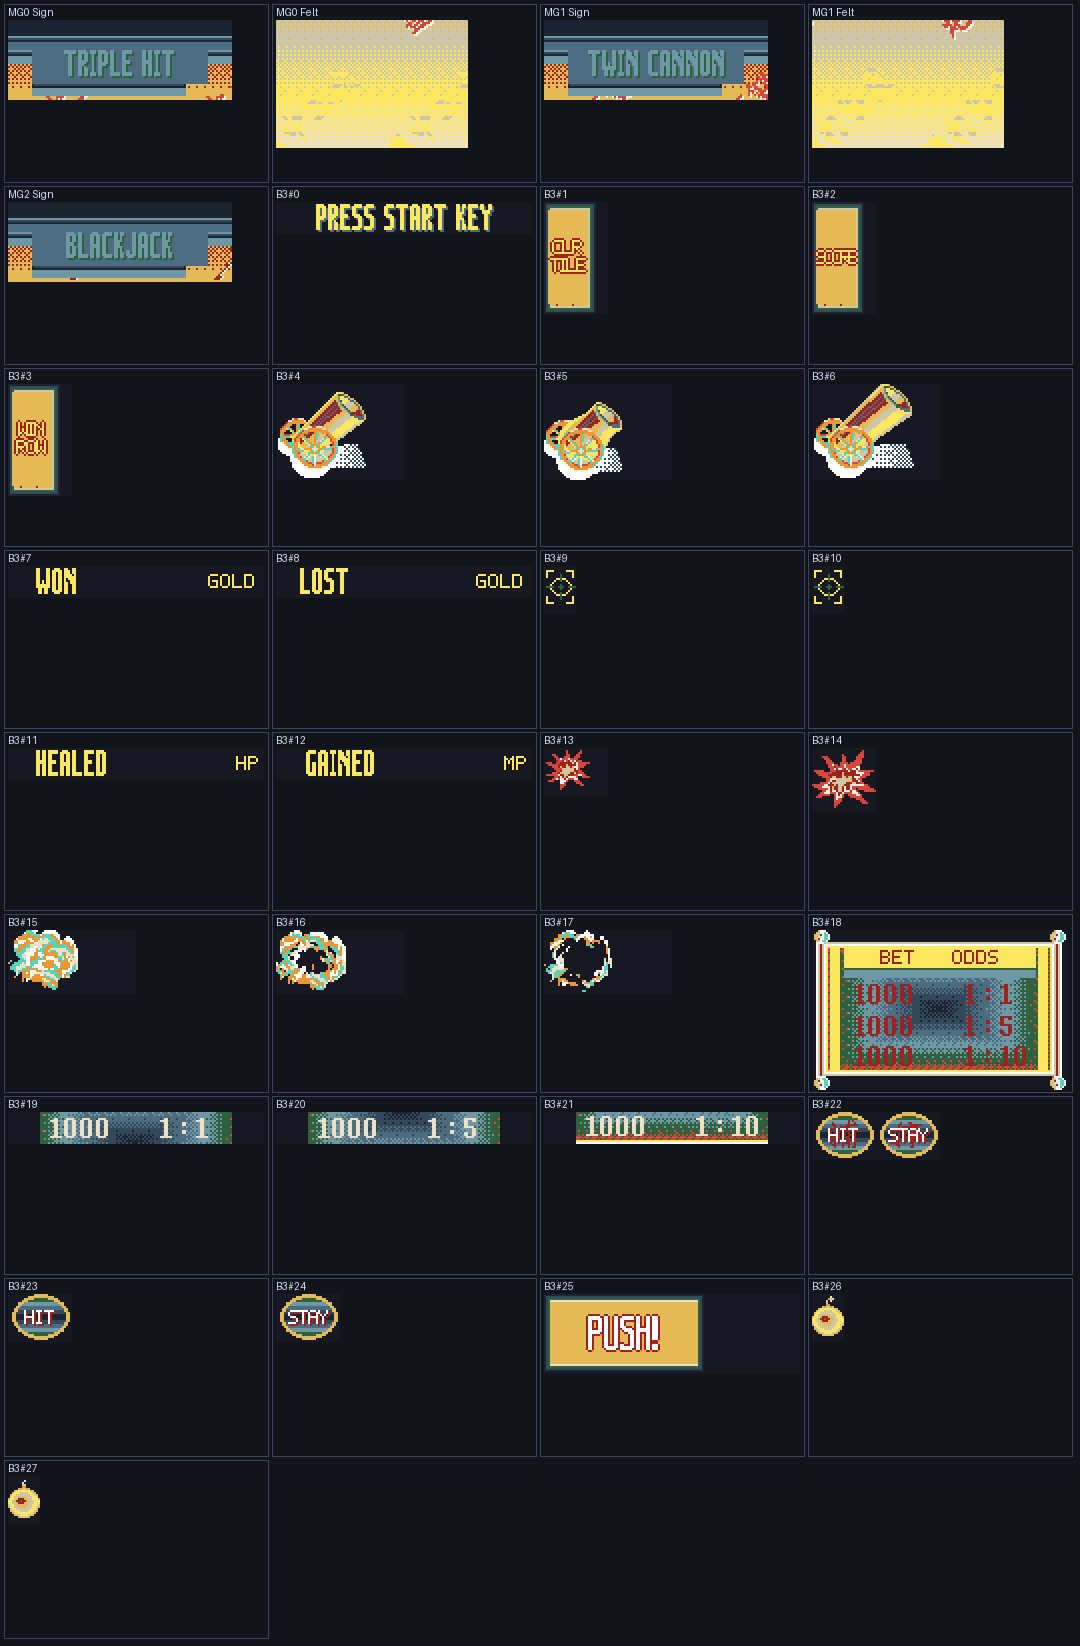 MG0 Sign
MG0 Felt
MG1 Sign
MG1 Felt
TRIPLE HIT
TWIN CANNON
MG2 Sign
B3#0
B3#1
B3#2
BLACKJACK
PRESS START KEY
B3#3
B3#4
B3#5
B3#6
WIN
ROW
B3#7
B3#8
B3#9
B3#10
WON GOLD
LOST GOLD
B3#11
B3#12
B3#13
B3#14
HEALED HP
GAINED MP
B3#15
B3#16
B3#17
B3#18
BET ODDS
1000 1:1
1000 1:5
1000 1:10
B3#19
B3#20
B3#21
B3#22
1000 1:1
1000 1:5
1000 1:10
HIT STAY
B3#23
B3#24
B3#25
B3#26
HIT
STAY
PUSH!
B3#27